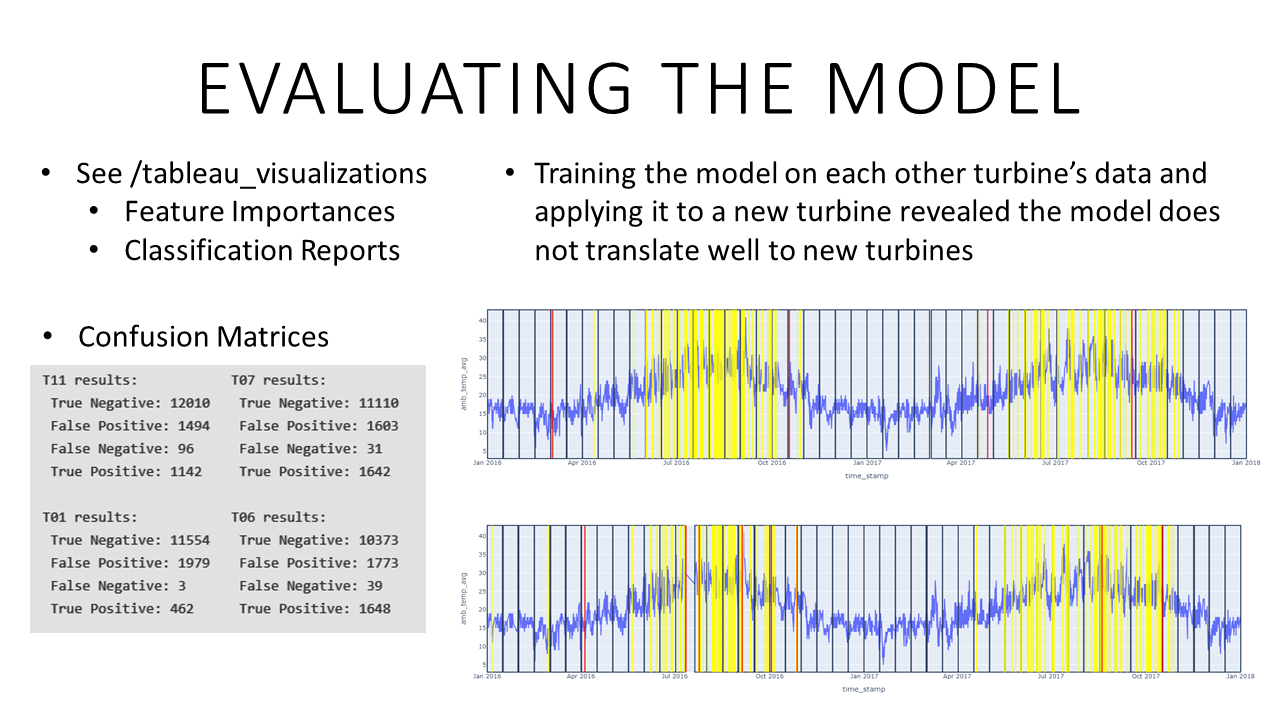 EVALUATING THE MODEL
• See /tableau_visualizations
• Feature Importances
• Classification Reports
• Confusion Matrices
T11 results:
True Negative: 12010
False Positive: 1494
False Negative: 96
True Positive: 1142
T07 results:
True Negative: 11110
False Positive: 1603
False Negative: 31
True Positive: 1642
T01 results:
True Negative: 11554
False Positive: 1979
False Negative: 3
True Positive: 462
T06 results:
True Negative: 10373
False Positive: 1773
False Negative: 39
True Positive: 1648
• Training the model on each other turbine’s data and
applying it to a new turbine revealed the model does
not translate well to new turbines
amb_temp_avg
40
35
30
25
20
15
10
5
Jan 2016 Apr 2016 Jul 2016 Oct 2016 Jan 2017 Apr 2017 Jul 2017 Oct 2017 Jan 2018
time_stamp
amb_temp_avg
40
35
30
25
20
15
10
5
Jan 2016 Apr 2016 Jul 2016 Oct 2016 Jan 2017 Apr 2017 Jul 2017 Oct 2017 Jan 2018
time_stamp